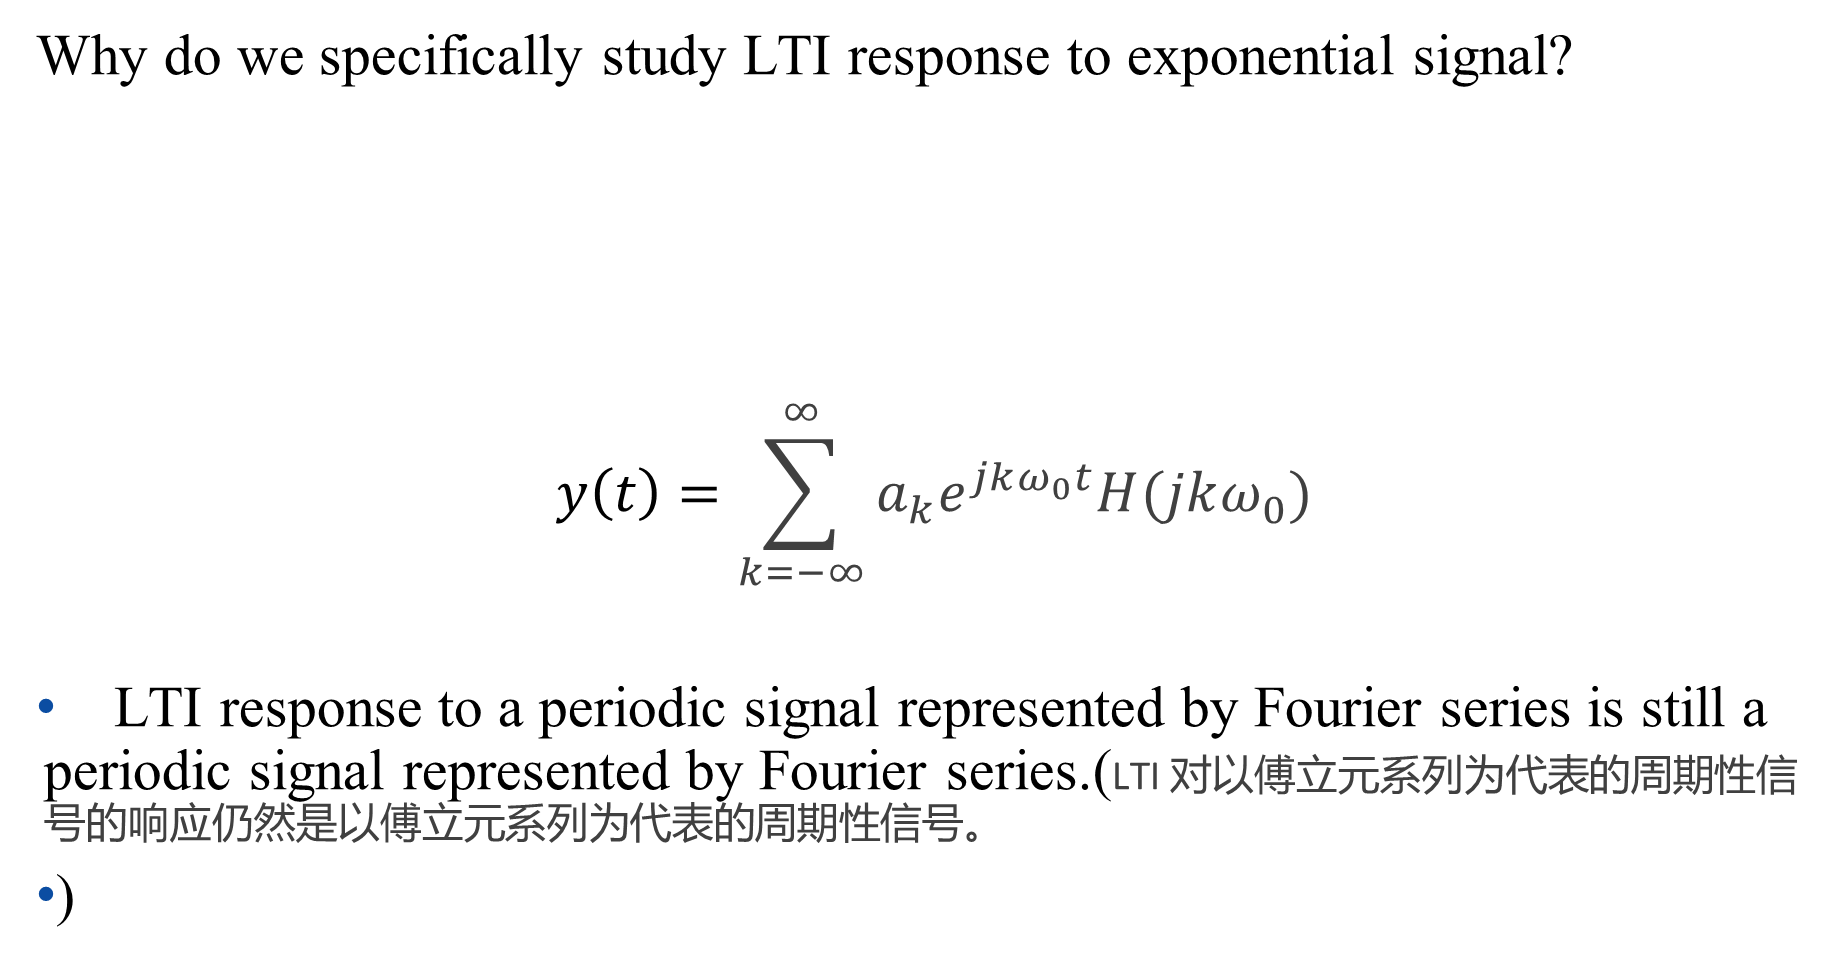 Why do we specifically study LTI response to exponential signal?
∞
y(t) = ∑ a_k e^{jkω_0t} H(jkω_0)
k=−∞
• LTI response to a periodic signal represented by Fourier series is still a
periodic signal represented by Fourier series.(LTI 对以傅立元系列为代表的周期性信
号的响应仍然是以傅立元系列为代表的周期性信号。
•)